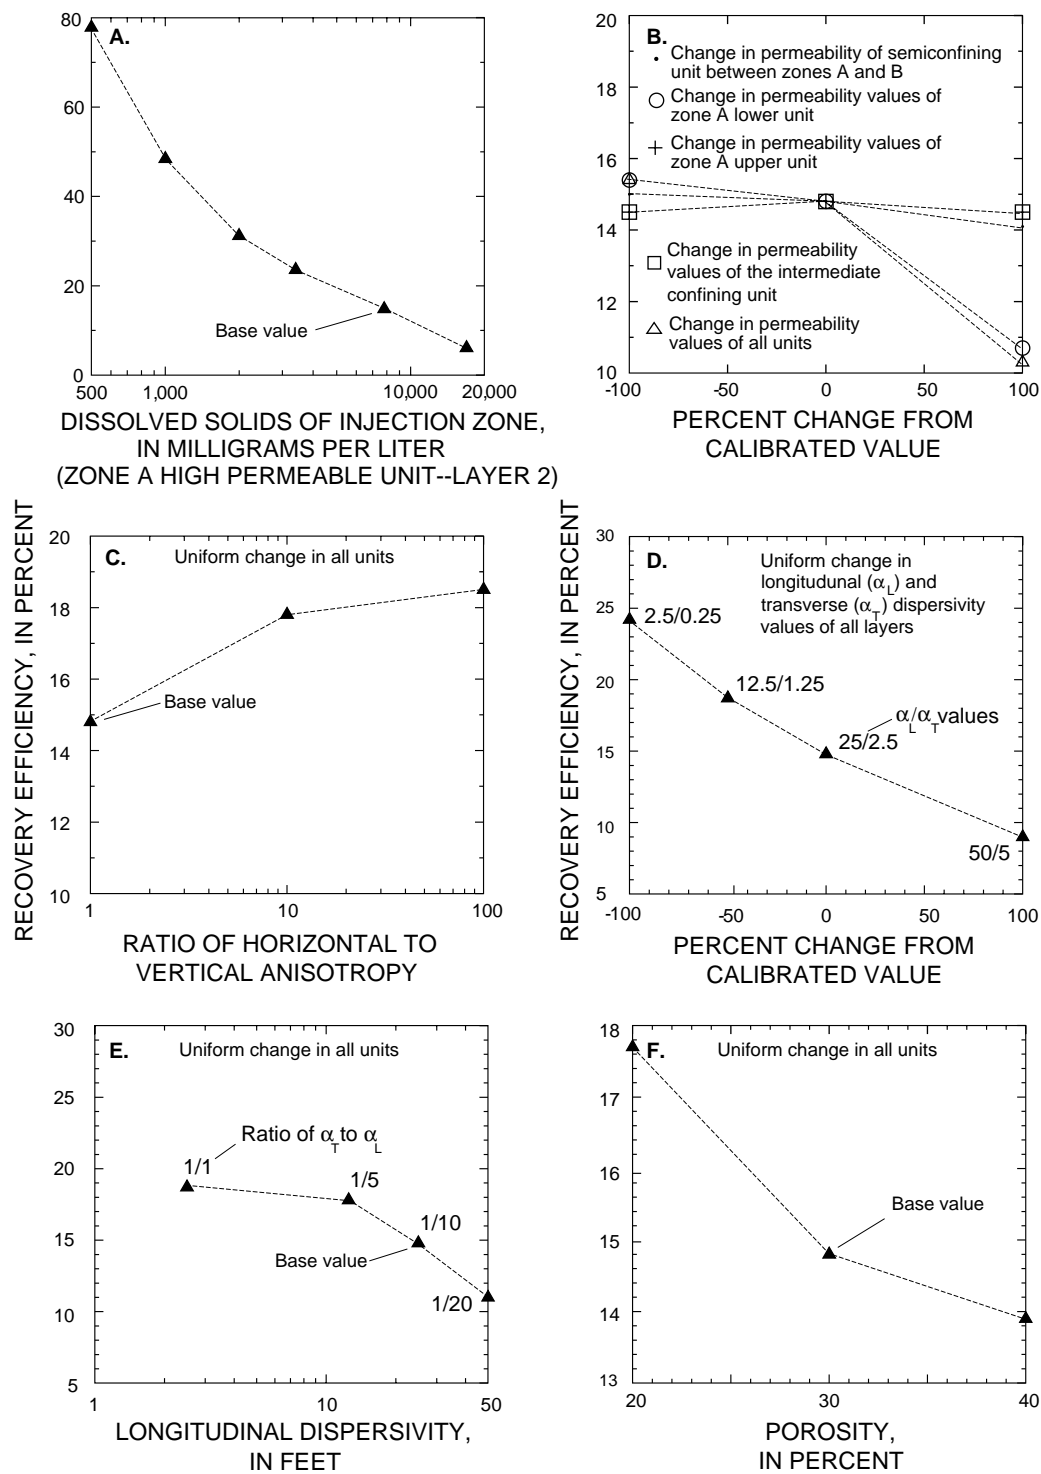 RECOVERY EFFICIENCY, IN PERCENT
RECOVERY EFFICIENCY, IN PERCENT
A.
80
60
40
20
0
Base value
500
1,000
10,000
20,000
DISSOLVED SOLIDS OF INJECTION ZONE,
IN MILLIGRAMS PER LITER
(ZONE A HIGH PERMEABLE UNIT--LAYER 2)
B.
20
18
16
14
12
10
Change in permeability of semiconfining
unit between zones A and B
Change in permeability values of
zone A lower unit
Change in permeability values of
zone A upper unit
Change in permeability
values of the intermediate
confining unit
Change in permeability
values of all units
-100
-50
0
50
100
PERCENT CHANGE FROM
CALIBRATED VALUE
C.
Uniform change in all units
20
18
16
14
12
10
Base value
1
10
100
RATIO OF HORIZONTAL TO
VERTICAL ANISOTROPY
D.
Uniform change in
longitudunal (αL) and
transverse (αT) dispersivity
values of all layers
30
25
20
15
10
5
2.5/0.25
12.5/1.25
αL/αT values
25/2.5
50/5
-100
-50
0
50
100
PERCENT CHANGE FROM
CALIBRATED VALUE
E.
Uniform change in all units
30
25
20
15
10
5
Ratio of αT to αL
1/1
1/5
1/10
Base value
1/20
1
10
50
LONGITUDINAL DISPERSIVITY,
IN FEET
F.
Uniform change in all units
18
17
16
15
14
13
Base value
20
30
40
POROSITY,
IN PERCENT